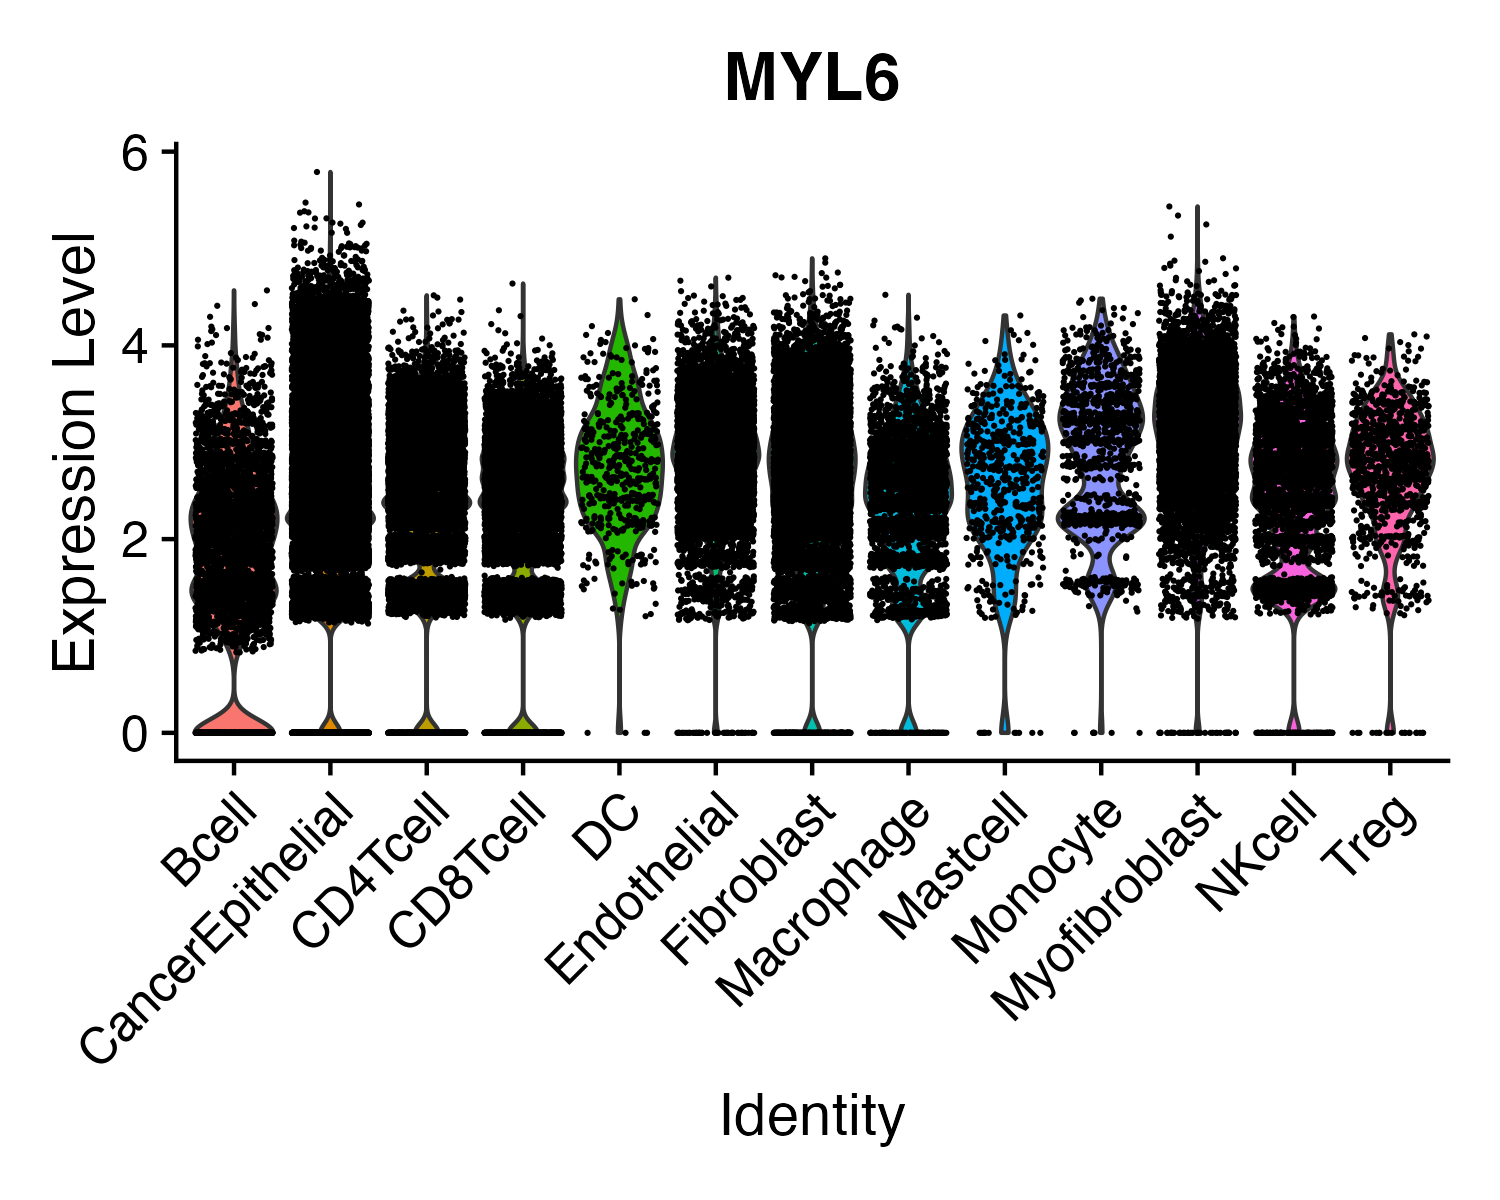 MYL6
Expression Level
6
4
2
0
Bcell
CancerEpithelial
CD4Tcell
CD8Tcell
DC
Endothelial
Fibroblast
Macrophage
Mastcell
Monocyte
Myofibroblast
NKcell
Treg
Identity